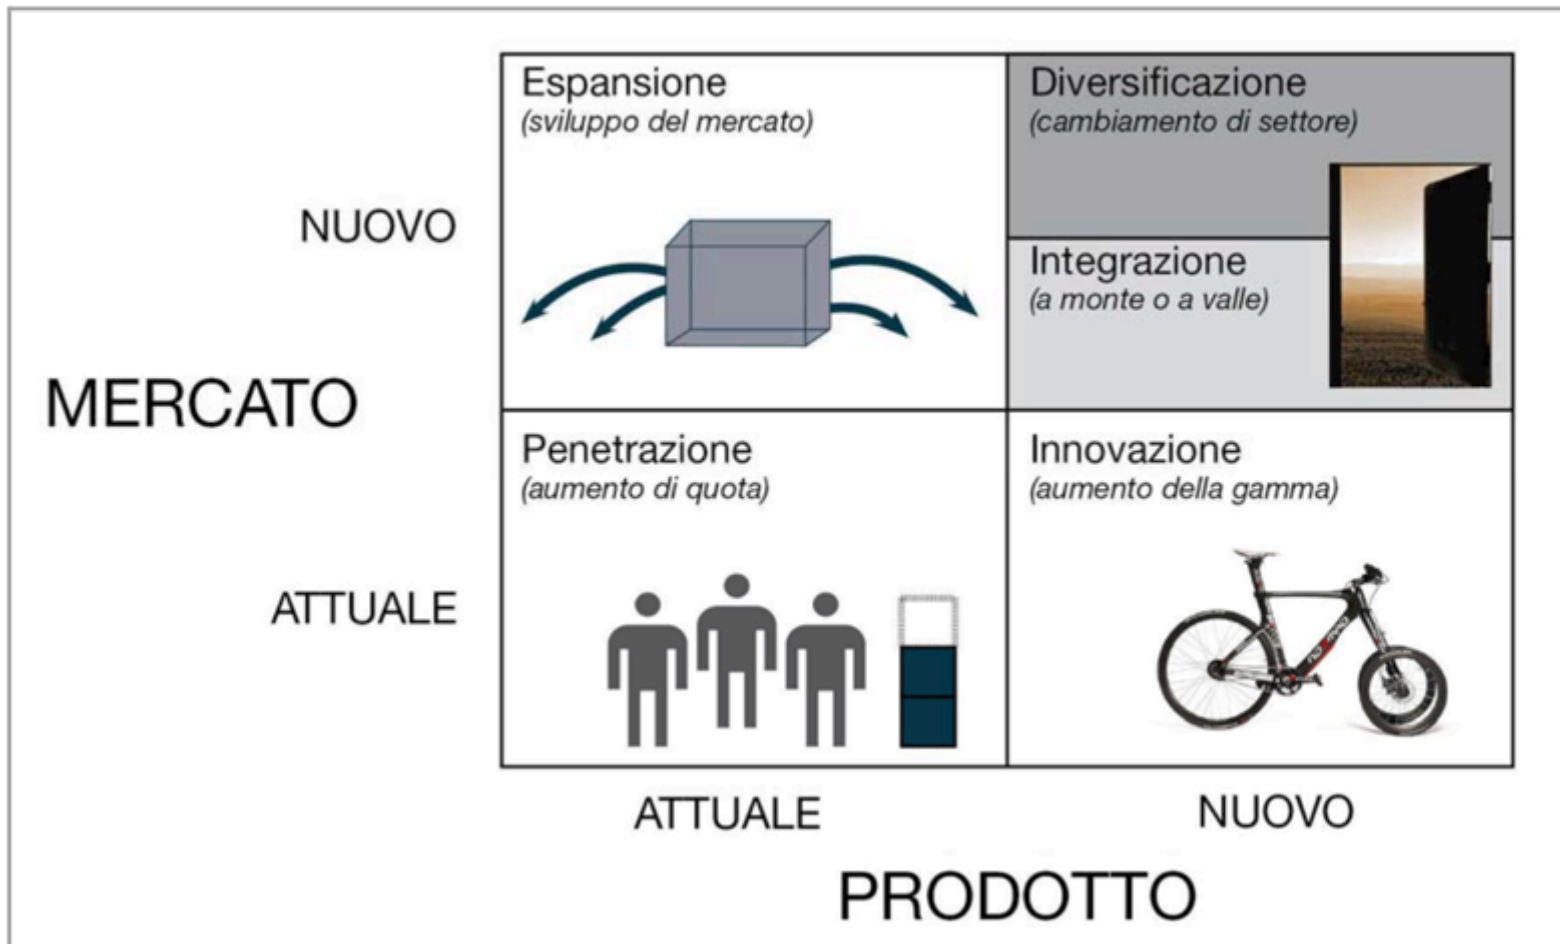 Espansione
(sviluppo del mercato)
Diversificazione
(cambiamento di settore)
NUOVO
Integrazione
(a monte o a valle)
MERCATO
Penetrazione
(aumento di quota)
Innovazione
(aumento della gamma)
ATTUALE
ATTUALE
NUOVO
PRODOTTO